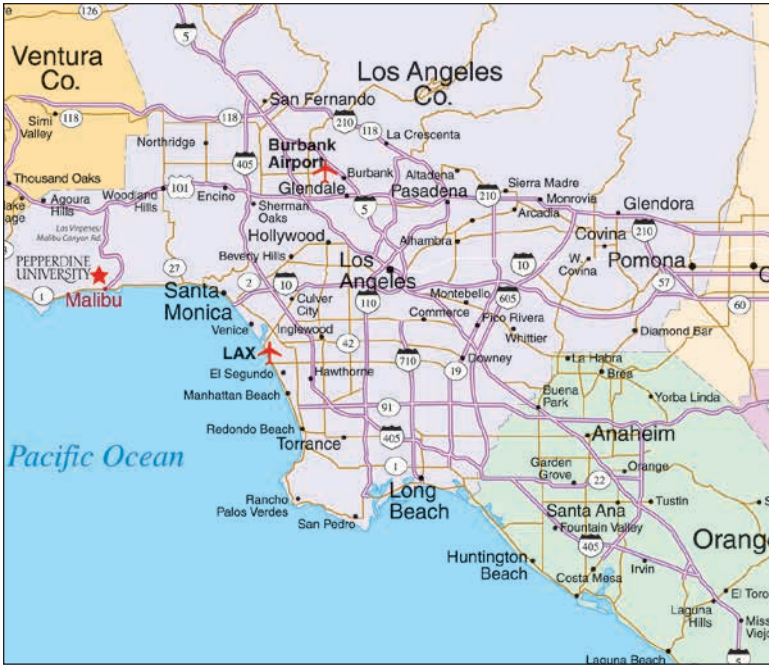 126
5
Ventura
Co.
Los Angeles
Co.
San Fernando
Simi
Valley
118
118
210
118
La Crescenta
Northridge
Burbank
Airport
405
Burbank
Altadena
Thousand Oaks
Woodland
Hills
101
Encino
Glendale
Sierra Madre
Agoura
Hills
Sherman
Oaks
5
Pasadena
210
Monrovia
Arcadia
Glendora
Las Virgenes/
Malibu Canyon Rd.
Hollywood
Alhambra
Covina
210
PEPPERDINE
UNIVERSITY
27
Beverly Hills
Los
Angeles
10
W.
Covina
Pomona
1
Malibu
Santa
Monica
2
10
Culver
City
110
Montebello
605
57
60
Commerce
Pico Rivera
Venice
Inglewood
42
Whittier
Diamond Bar
LAX
710
19
Downey
La Habra
El Segundo
Hawthorne
Brea
Manhattan Beach
91
Buena
Park
Yorba Linda
Redondo Beach
Torrance
405
Anaheim
Pacific Ocean
1
Garden
Grove
Orange
22
Rancho
Palos Verdes
Long
Beach
Santa Ana
Tustin
San Pedro
Fountain Valley
405
Huntington
Beach
Irvin
Costa Mesa
El Toro
Laguna
Hills
Laguna Beach
5